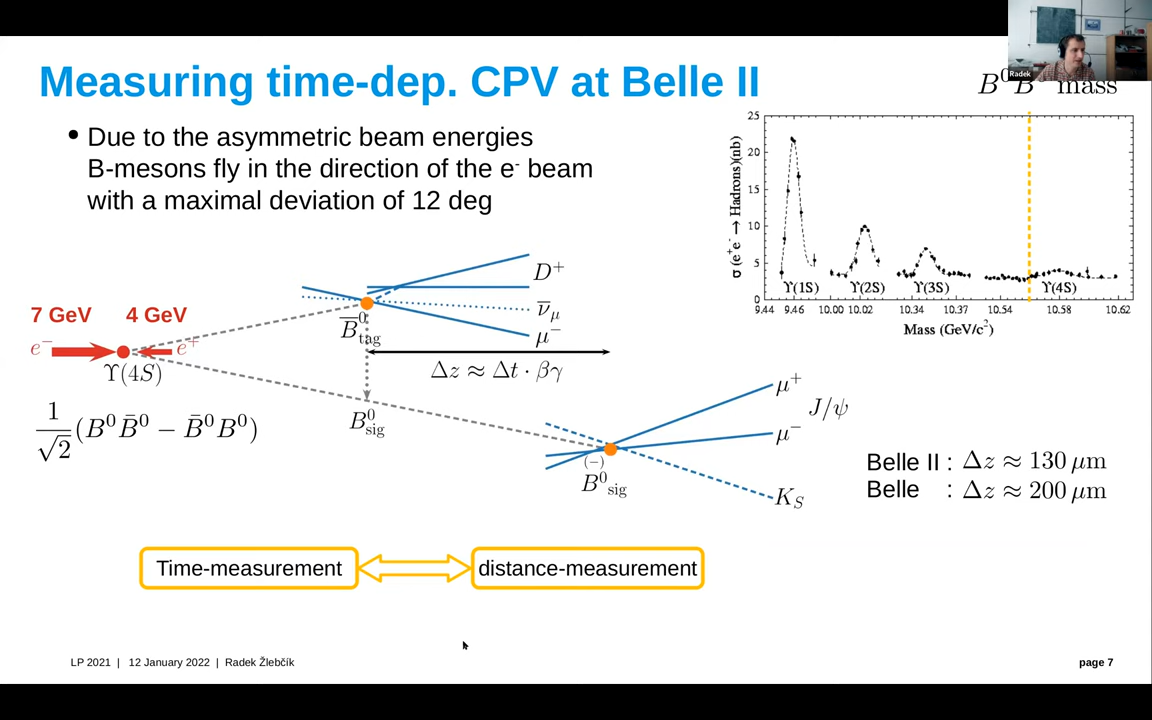 Radek
Measuring time-dep. CPV at Belle II
B⁰B mass
• Due to the asymmetric beam energies
B-mesons fly in the direction of the e⁻ beam
with a maximal deviation of 12 deg
σ (e⁺e⁻ → Hadrons)(nb)
25
20
15
10
5
0
ϒ(1S) ϒ(2S) ϒ(3S) ϒ(4S)
9.44 9.46 10.00 10.02 10.34 10.37 10.54 10.58 10.62
Mass (GeV/c²)
7 GeV 4 GeV
e⁻ e⁺
ϒ(4S)
1/√2 (B⁰B̄⁰ − B̄⁰B⁰)
D⁺
ν̄_μ
μ⁻
B̄⁰_tag
Δz ≈ Δt · βγ
B⁰_sig
μ⁺
J/ψ
μ⁻
K_S
(−)
B⁰_sig
Belle II : Δz ≈ 130 μm
Belle : Δz ≈ 200 μm
Time-measurement
distance-measurement
LP 2021 | 12 January 2022 | Radek Žlebčík
page 7